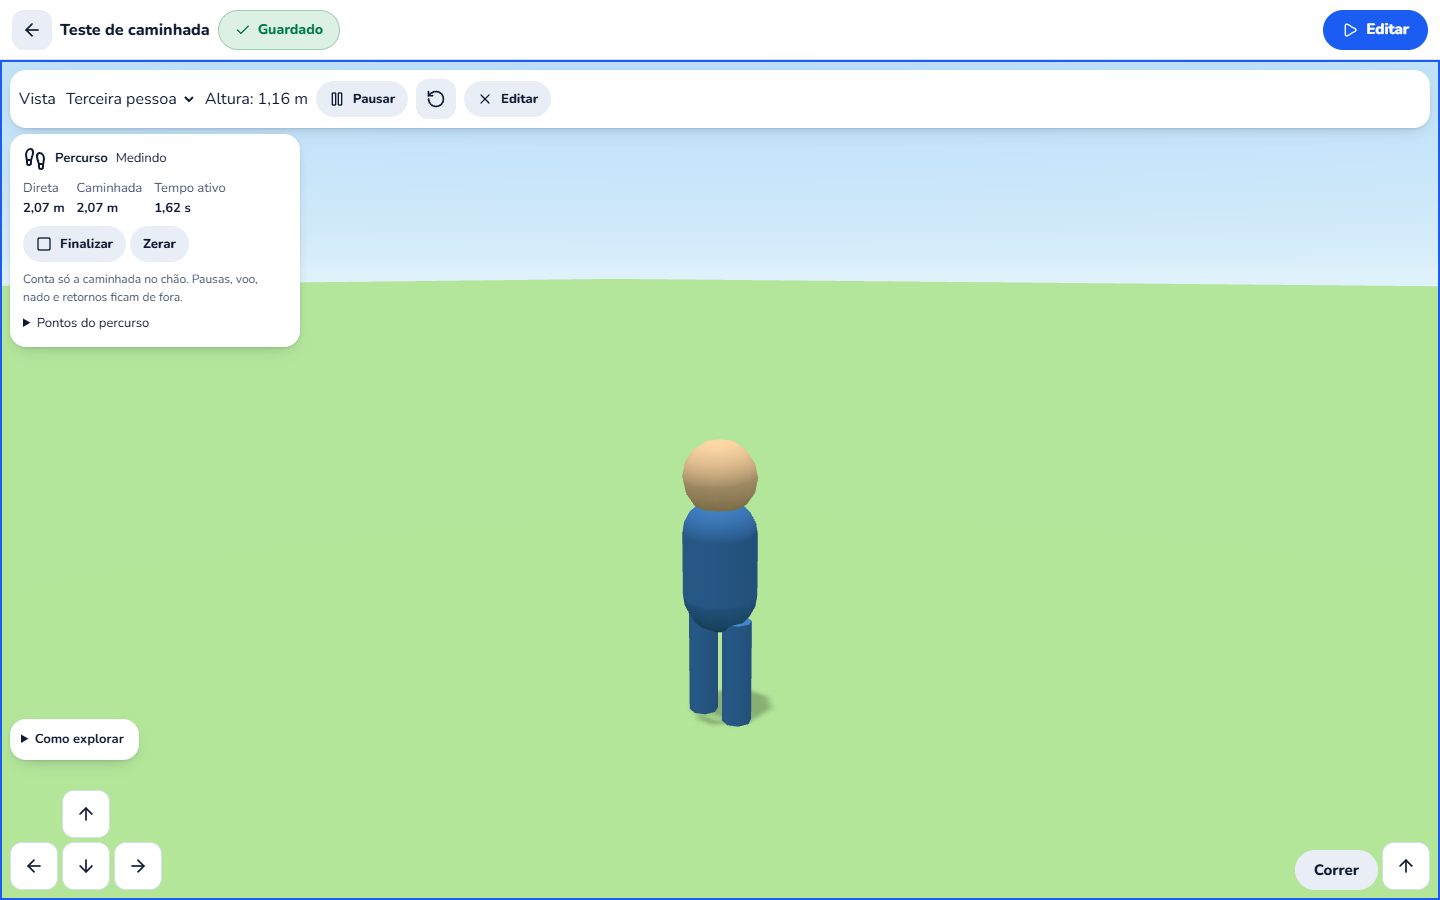 Teste de caminhada Guardado Editar
Vista Terceira pessoa Altura: 1,16 m Pausar Editar
Percurso Medindo
Direta Caminhada Tempo ativo
2,07 m 2,07 m 1,62 s
Finalizar Zerar
Conta só a caminhada no chão. Pausas, voo,
nado e retornos ficam de fora.
Pontos do percurso
Como explorar
Correr